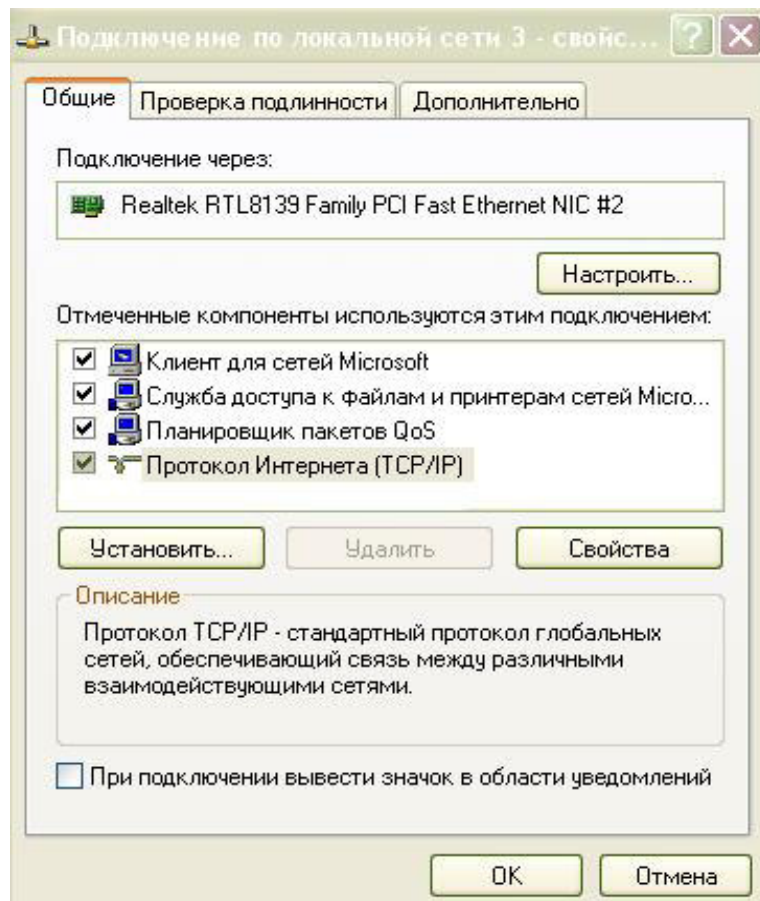 Подключение по локальной сети 3 - свойс...
Общие
Проверка подлинности
Дополнительно
Подключение через:
Realtek RTL8139 Family PCI Fast Ethernet NIC #2
Настроить...
Отмеченные компоненты используются этим подключением:
Клиент для сетей Microsoft
Служба доступа к файлам и принтерам сетей Micro...
Планировщик пакетов QoS
Протокол Интернета (TCP/IP)
Установить...
Удалить
Свойства
Описание
Протокол TCP/IP - стандартный протокол глобальных
сетей, обеспечивающий связь между различными
взаимодействующими сетями.
При подключении вывести значок в области уведомлений
OK
Отмена